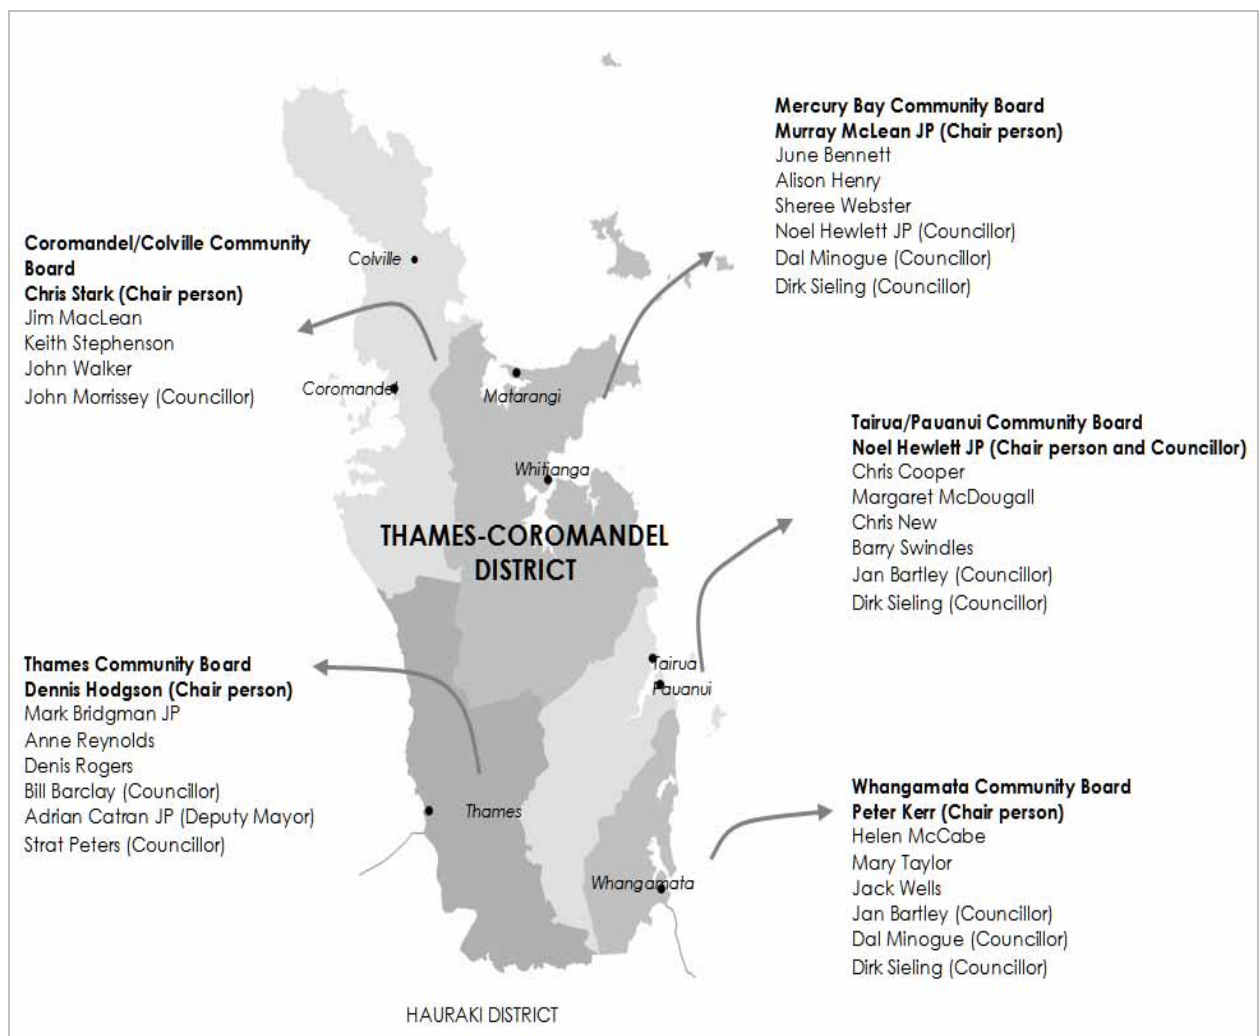 Mercury Bay Community Board
Murray McLean JP (Chair person)
June Bennett
Alison Henry
Sheree Webster
Noel Hewlett JP (Councillor)
Dal Minogue (Councillor)
Dirk Sieling (Councillor)
Coromandel/Colville Community
Board
Chris Stark (Chair person)
Jim MacLean
Keith Stephenson
John Walker
John Morrissey (Councillor)
Colville
Coromandel
Matarangi
Whitianga
THAMES-COROMANDEL
DISTRICT
Tairua/Pauanui Community Board
Noel Hewlett JP (Chair person and Councillor)
Chris Cooper
Margaret McDougall
Chris New
Barry Swindles
Jan Bartley (Councillor)
Dirk Sieling (Councillor)
Tairua
Pauanui
Thames Community Board
Dennis Hodgson (Chair person)
Mark Bridgman JP
Anne Reynolds
Denis Rogers
Bill Barclay (Councillor)
Adrian Catran JP (Deputy Mayor)
Strat Peters (Councillor)
Thames
Whangamata
Whangamata Community Board
Peter Kerr (Chair person)
Helen McCabe
Mary Taylor
Jack Wells
Jan Bartley (Councillor)
Dal Minogue (Councillor)
Dirk Sieling (Councillor)
HAURAKI DISTRICT